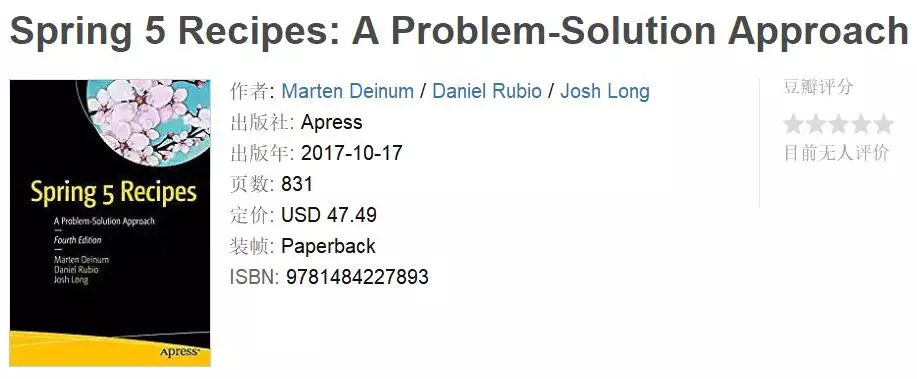 Spring 5 Recipes: A Problem-Solution Approach
Spring 5 Recipes
A Problem-Solution Approach
Fourth Edition
Marten Deinum
Daniel Rubio
Josh Long
Apress®
作者: Marten Deinum / Daniel Rubio / Josh Long
出版社: Apress
出版年: 2017-10-17
页数: 831
定价: USD 47.49
装帧: Paperback
ISBN: 9781484227893
豆瓣评分
目前无人评价